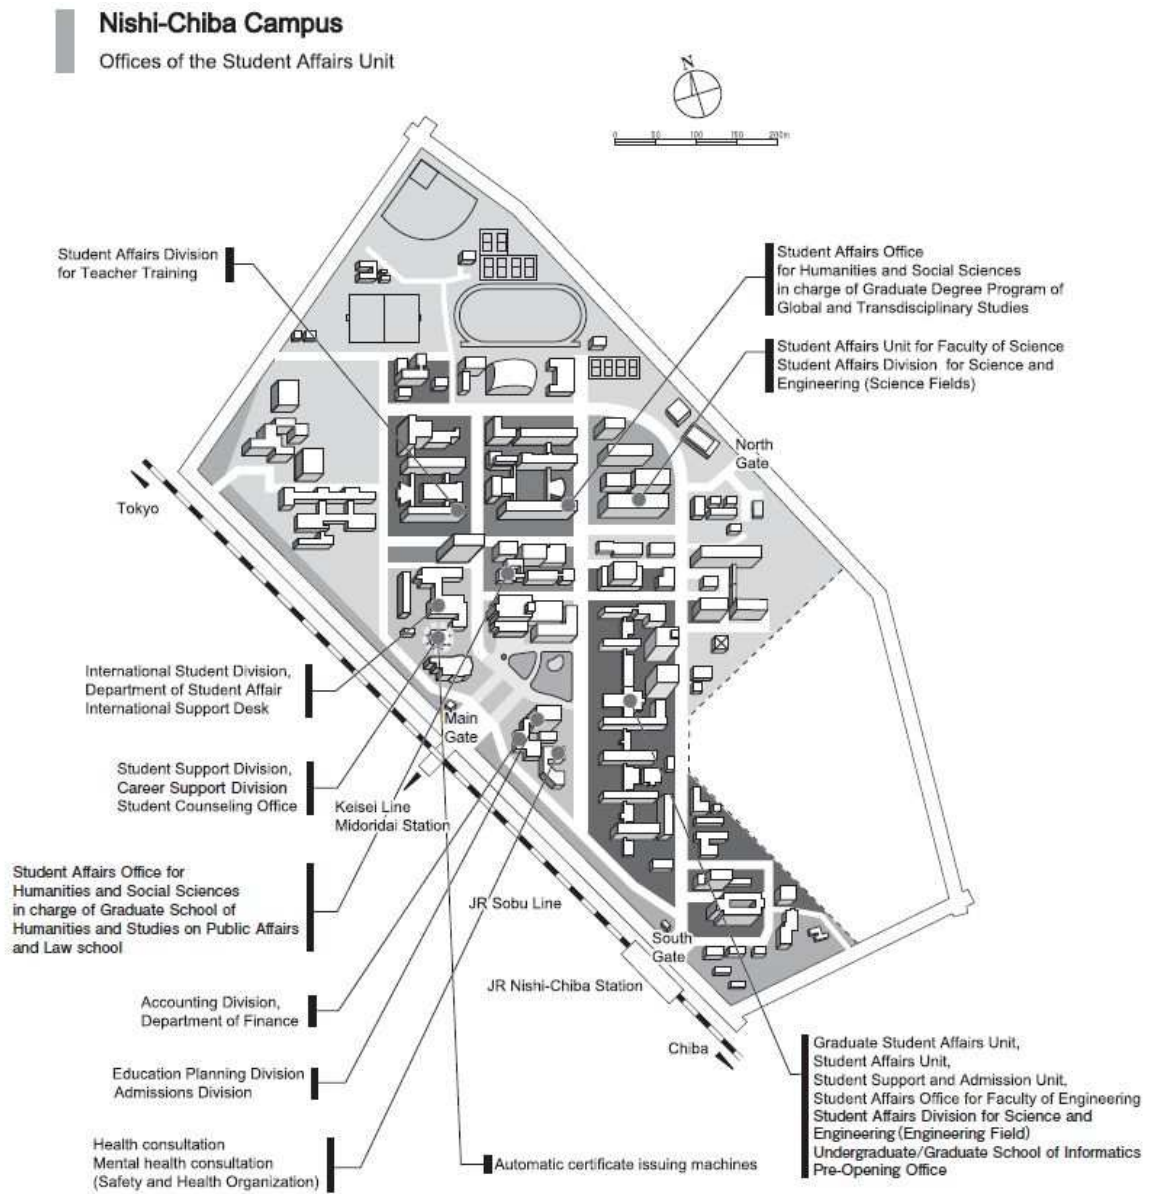 Nishi-Chiba Campus
Offices of the Student Affairs Unit
N
0 50 100 150 200m
Student Affairs Division
for Teacher Training
Student Affairs Office
for Humanities and Social Sciences
in charge of Graduate Degree Program of
Global and Transdisciplinary Studies
Student Affairs Unit for Faculty of Science
Student Affairs Division for Science and
Engineering (Science Fields)
North
Gate
Tokyo
International Student Division,
Department of Student Affair
International Support Desk
Main
Gate
Student Support Division,
Career Support Division
Student Counseling Office
Keisei Line
Midoridai Station
Student Affairs Office for
Humanities and Social Sciences
in charge of Graduate School of
Humanities and Studies on Public Affairs
and Law school
JR Sobu Line
South
Gate
JR Nishi-Chiba Station
Accounting Division,
Department of Finance
Chiba
Education Planning Division
Admissions Division
Graduate Student Affairs Unit,
Student Affairs Unit,
Student Support and Admission Unit,
Student Affairs Office for Faculty of Engineering
Student Affairs Division for Science and
Engineering (Engineering Field)
Undergraduate/Graduate School of Informatics
Pre-Opening Office
Health consultation
Mental health consultation
(Safety and Health Organization)
Automatic certificate issuing machines